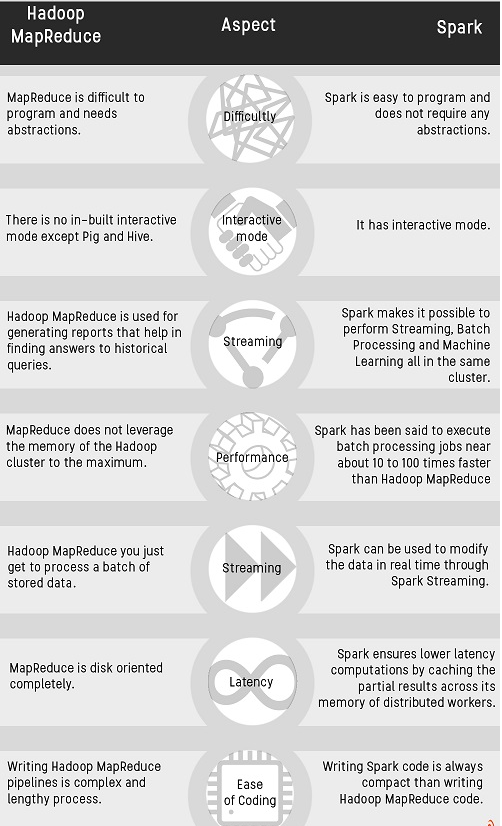 Hadoop
MapReduce
Aspect
Spark
MapReduce is difficult to
program and needs
abstractions.
Difficultly
Spark is easy to program and
does not require any
abstractions.
There is no in-built interactive
mode except Pig and Hive.
Interactive
mode
It has interactive mode.
Hadoop MapReduce is used for
generating reports that help in
finding answers to historical
queries.
Streaming
Spark makes it possible to
perform Streaming, Batch
Processing and Machine
Learning all in the same
cluster.
MapReduce does not leverage
the memory of the Hadoop
cluster to the maximum.
Performance
Spark has been said to execute
batch processing jobs near
about 10 to 100 times faster
than Hadoop MapReduce
Hadoop MapReduce you just
get to process a batch of
stored data.
Streaming
Spark can be used to modify
the data in real time through
Spark Streaming.
MapReduce is disk oriented
completely.
Latency
Spark ensures lower latency
computations by caching the
partial results across its
memory of distributed workers.
Writing Hadoop MapReduce
pipelines is complex and
lengthy process.
Ease
of Coding
Writing Spark code is always
compact than writing
Hadoop MapReduce code.